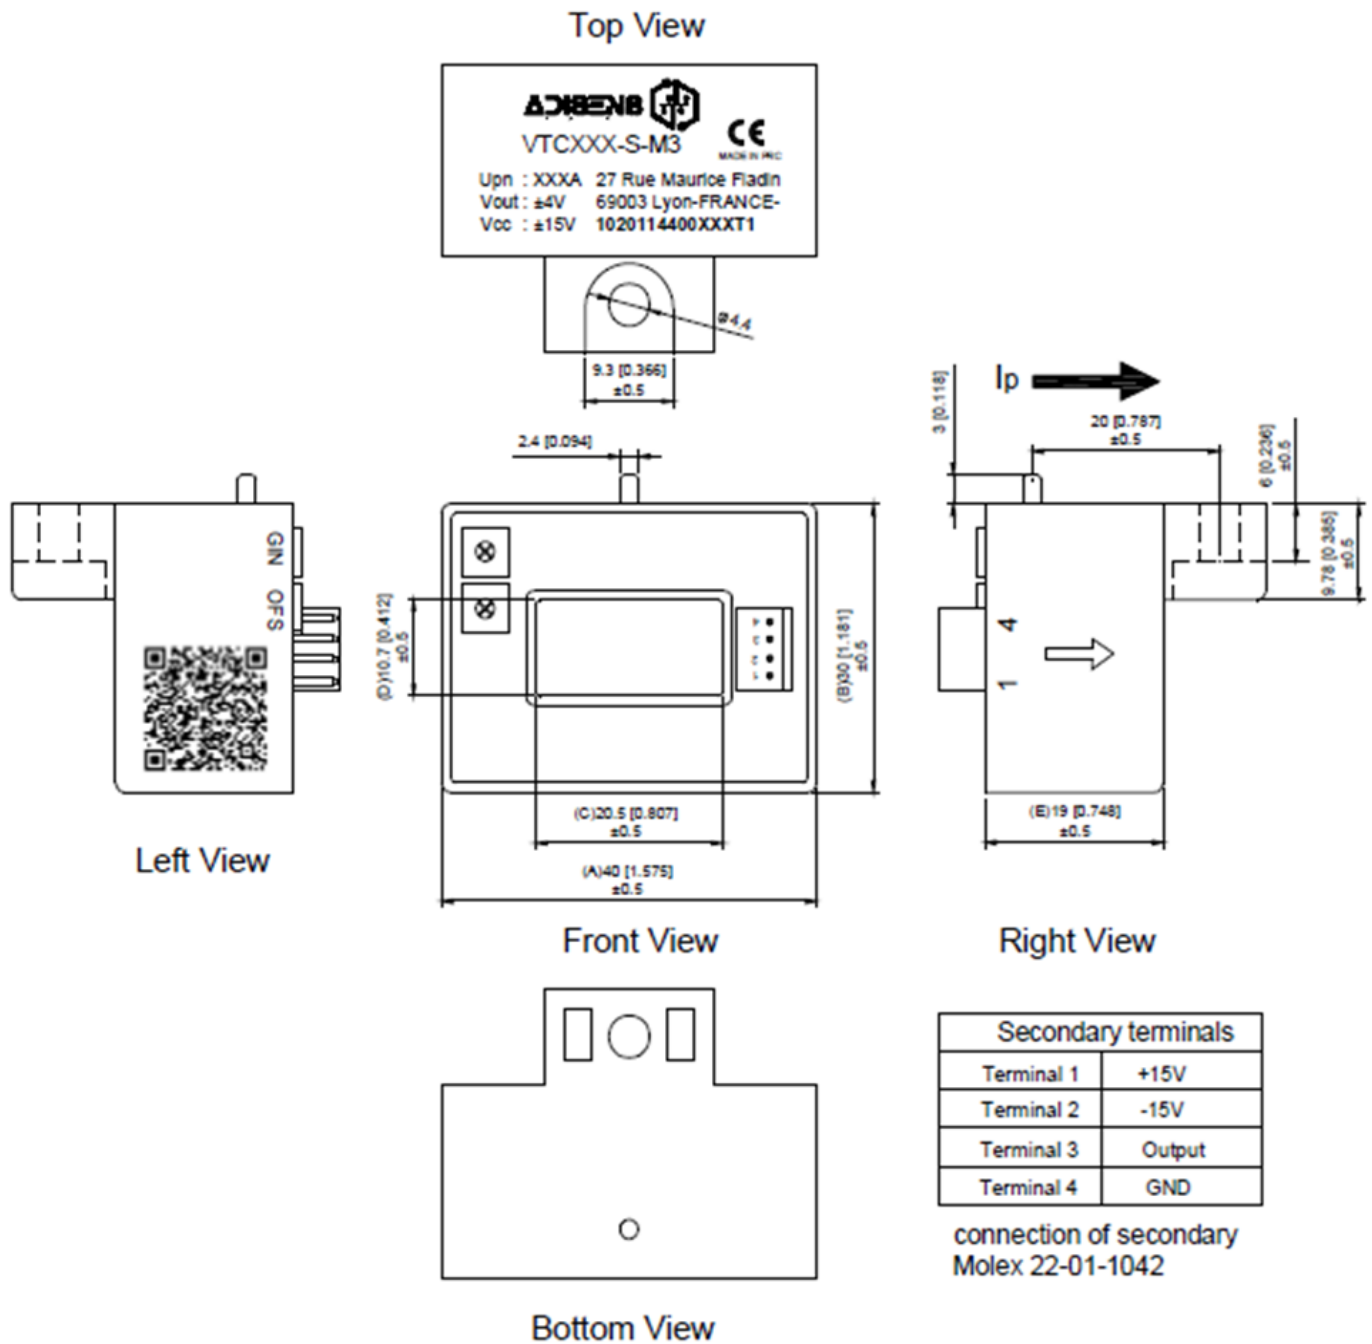 Top View
ADISENS
CE
VTCXXX-S-M3
MADE IN PRC
Upn : XXXA 27 Rue Maurice Fladin
Vout : ±4V 69003 Lyon-FRANCE-
Vcc : ±15V 1020114400XXXT1
ø4.4
9.3 [0.366]
±0.5
2.4 [0.094]
Ip
3 [0.118]
20 [0.787]
±0.5
6 [0.236]
±0.5
9.78 [0.385]
±0.5
GIN
OFS
(D)10.7 [0.412]
±0.5
(B)30 [1.181]
±0.5
4
1
(C)20.5 [0.807]
±0.5
(A)40 [1.575]
±0.5
(E)19 [0.748]
±0.5
Left View
Front View
Right View
Secondary terminals
Terminal 1 +15V
Terminal 2 -15V
Terminal 3 Output
Terminal 4 GND
connection of secondary
Molex 22-01-1042
Bottom View